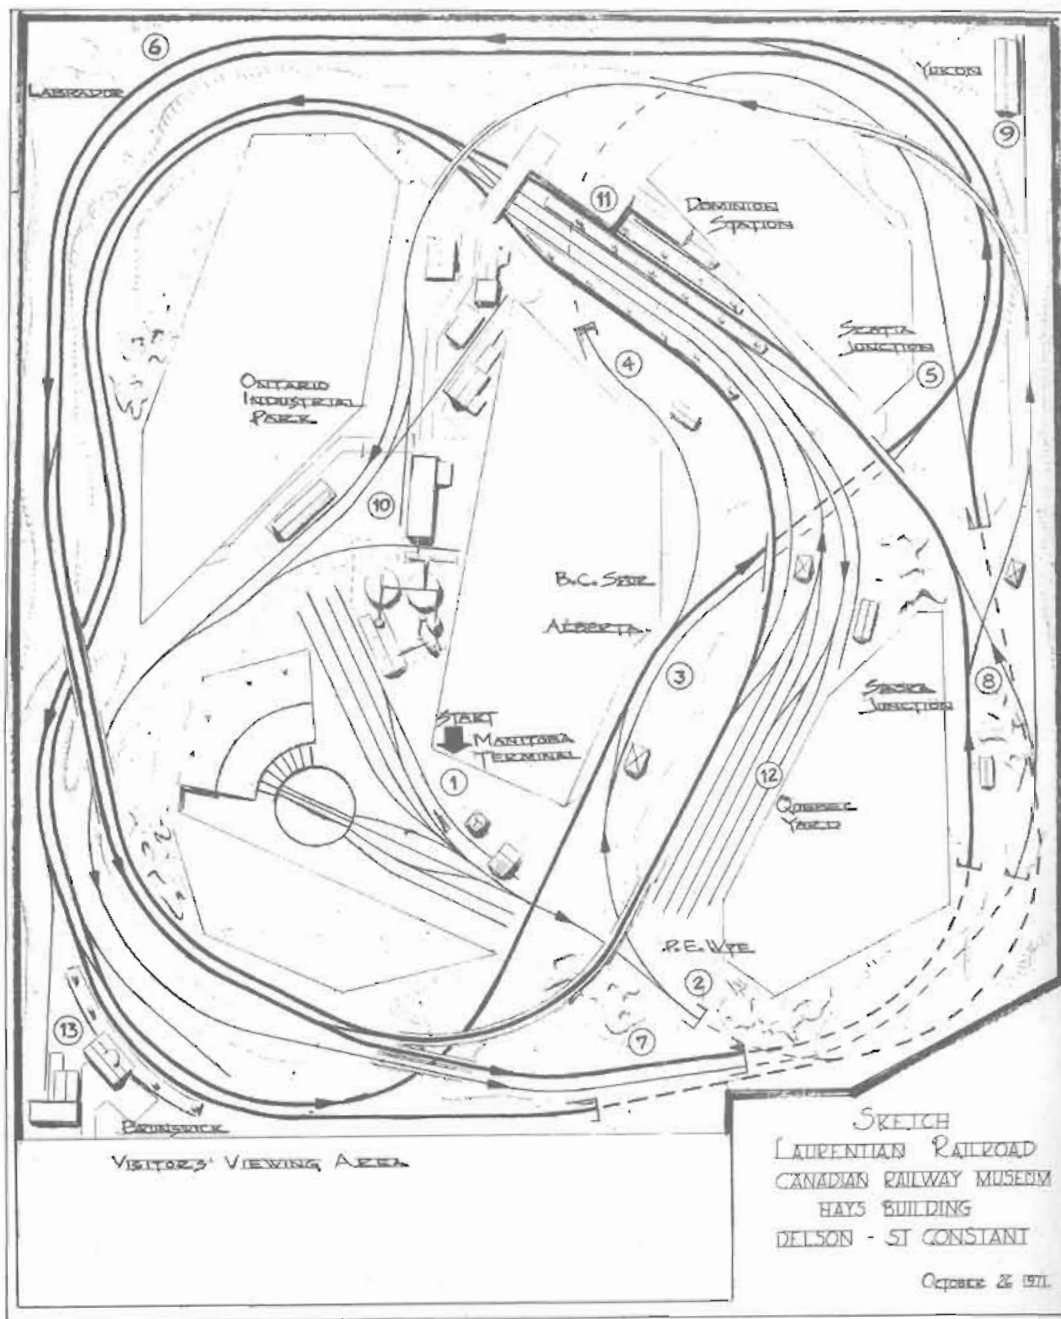 6
LABRADOR
YUKON
9
11
DOMINION
STATION
SCOTIA
JUNCTION
5
4
ONTARIO
INDUSTRIAL
PARK
10
B.C. SPUR
ALBERTA
3
SASKA
JUNCTION
8
START
MANITOBA
TERMINAL
1
12
QUEBEC
YARD
P.E. WYE
2
7
13
BRUNSWICK
VISITORS' VIEWING AREA
SKETCH
LAURENTIAN RAILROAD
CANADIAN RAILWAY MUSEUM
HAYS BUILDING
DELSON - ST CONSTANT
OCTOBER 26 1971